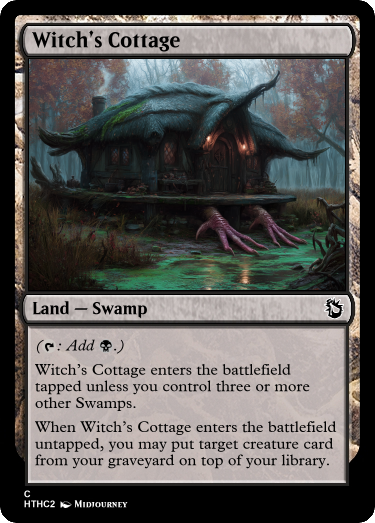 Witch's Cottage
Land — Swamp
(: Add .)
Witch's Cottage enters the battlefield
tapped unless you control three or more
other Swamps.
When Witch's Cottage enters the battlefield
untapped, you may put target creature card
from your graveyard on top of your library.
C
HTHC2 Midjourney